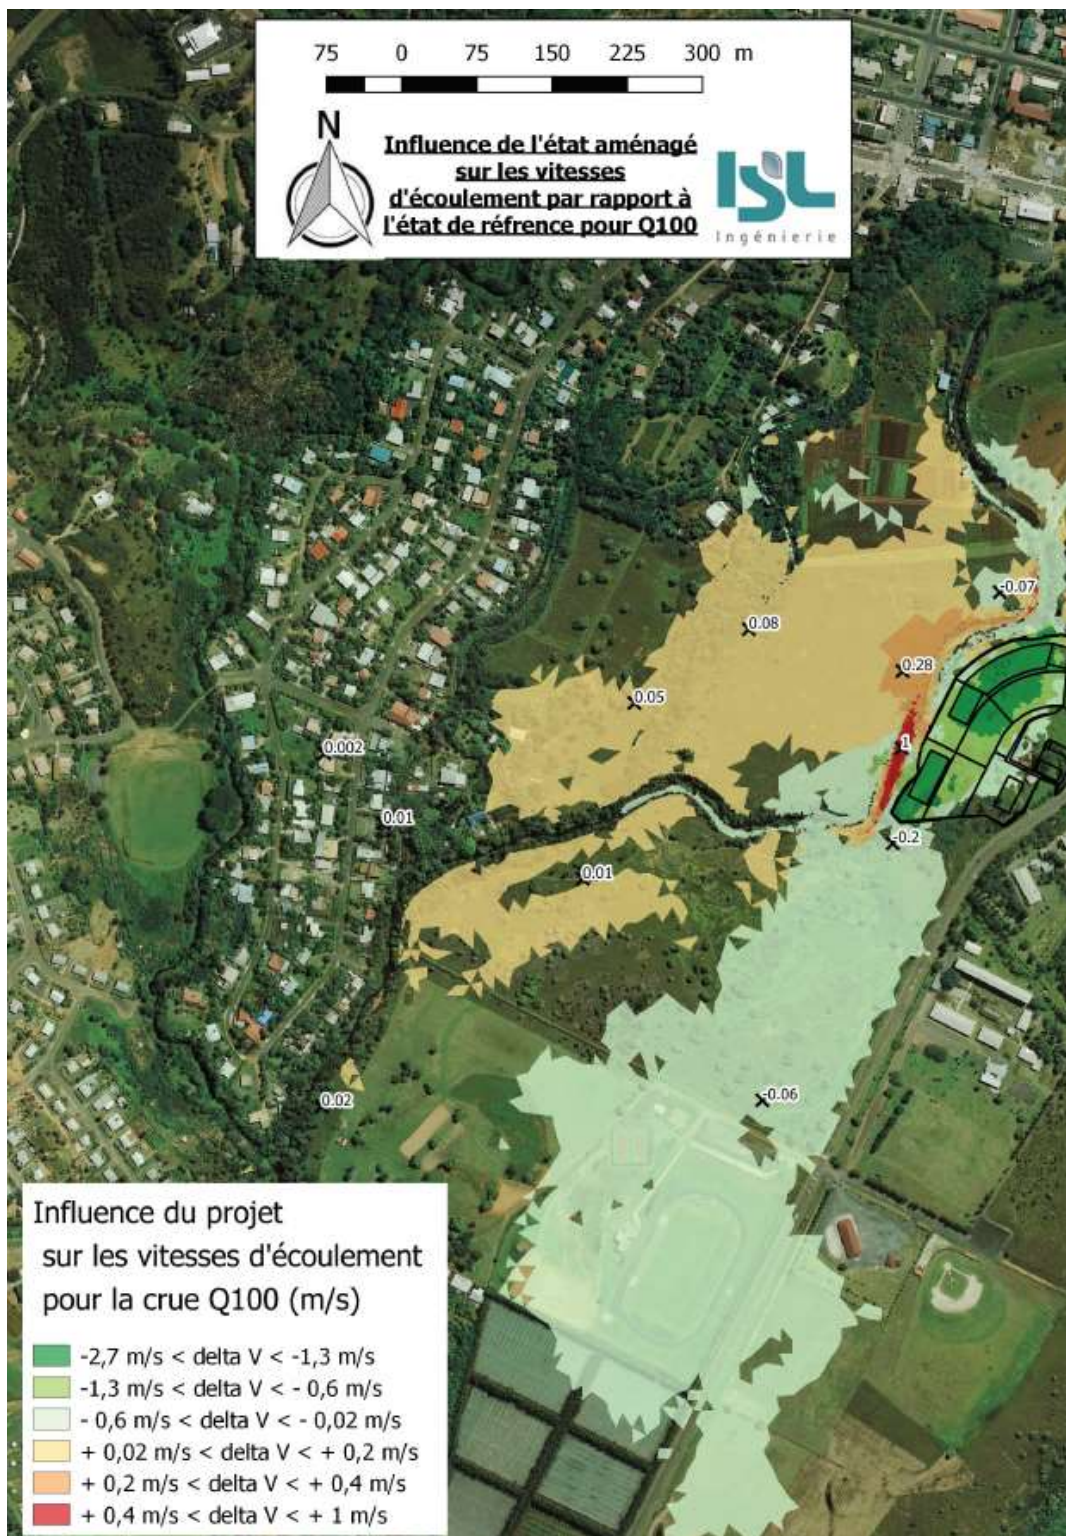 75 0 75 150 225 300 m
N
Influence de l'état aménagé
sur les vitesses
d'écoulement par rapport à
l'état de réfrence pour Q100
ISL
Ingénierie
-0.07
0.08
0.28
0.05
0.002
1
0.01
-0.2
0.01
-0.06
0.02
Influence du projet
sur les vitesses d'écoulement
pour la crue Q100 (m/s)
-2,7 m/s < delta V < -1,3 m/s
-1,3 m/s < delta V < - 0,6 m/s
- 0,6 m/s < delta V < - 0,02 m/s
+ 0,02 m/s < delta V < + 0,2 m/s
+ 0,2 m/s < delta V < + 0,4 m/s
+ 0,4 m/s < delta V < + 1 m/s